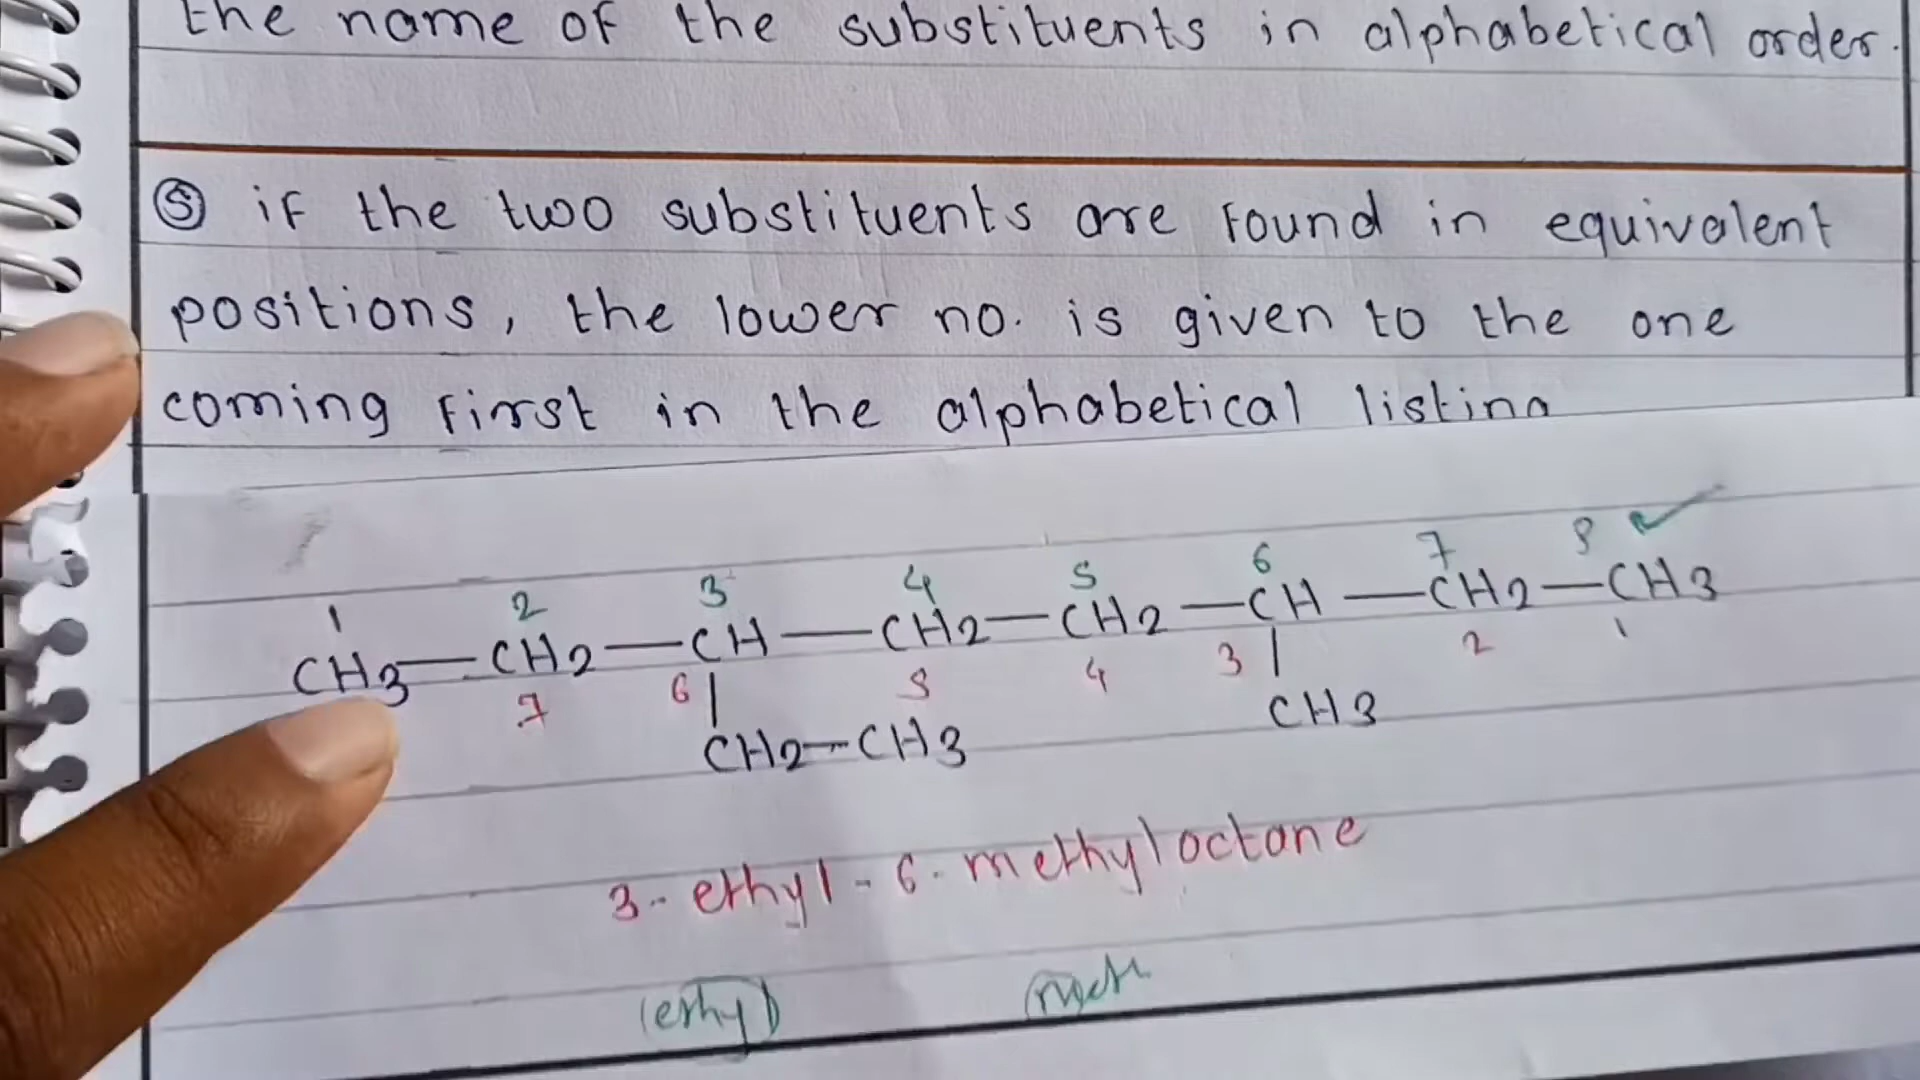 the name of the substituents in alphabetical order.
⑤ if the two substituents are found in equivalent
positions, the lower no. is given to the one
coming first in the alphabetical listing
1 2 3 4 5 6 7 8 ✓
CH3—CH2—CH—CH2—CH2—CH—CH2—CH3
7 6 5 4 3 2 1
CH2—CH3 CH3
3-ethyl-6-methyloctane
(ethyl)